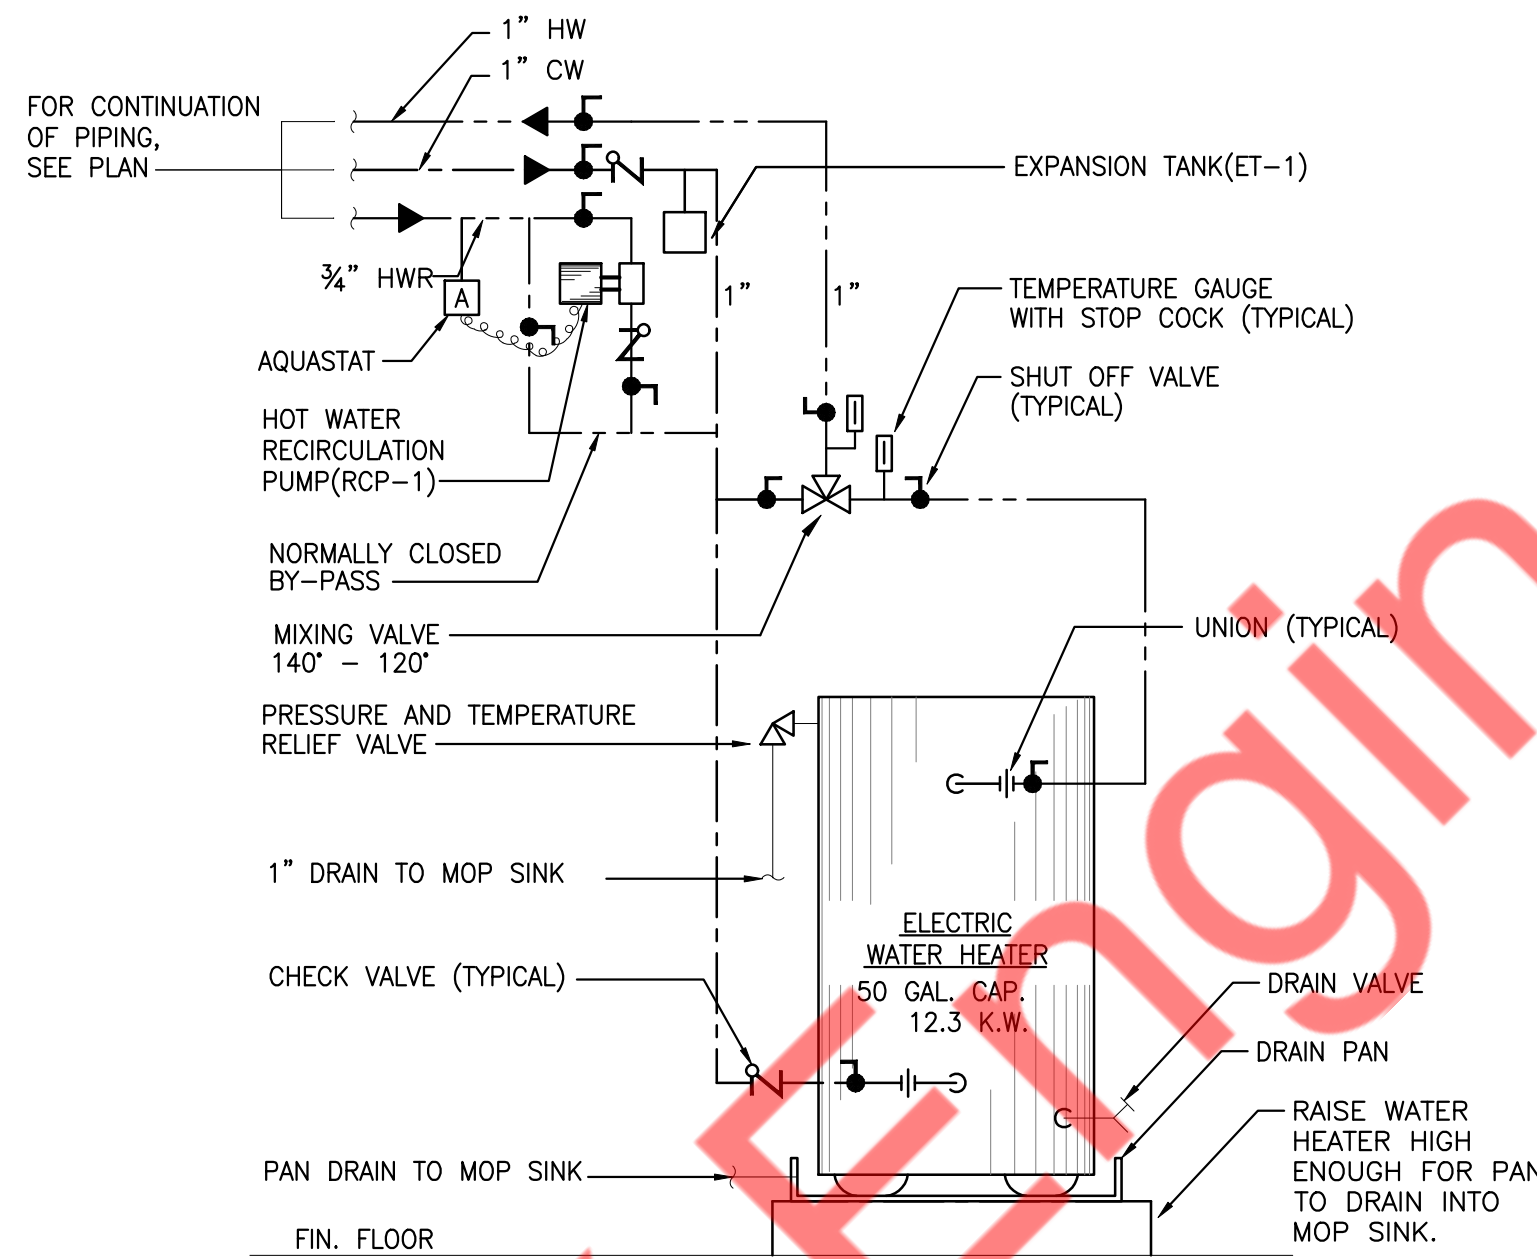 1” HW
1” CW
FOR CONTINUATION
OF PIPING,
SEE PLAN
EXPANSION TANK(ET-1)
¾” HWR
A
1”
1”
TEMPERATURE GAUGE
WITH STOP COCK (TYPICAL)
AQUASTAT
SHUT OFF VALVE
(TYPICAL)
HOT WATER
RECIRCULATION
PUMP(RCP-1)
NORMALLY CLOSED
BY-PASS
MIXING VALVE
140° - 120°
UNION (TYPICAL)
PRESSURE AND TEMPERATURE
RELIEF VALVE
1” DRAIN TO MOP SINK
ELECTRIC
WATER HEATER
50 GAL. CAP.
12.3 K.W.
CHECK VALVE (TYPICAL)
DRAIN VALVE
DRAIN PAN
RAISE WATER
HEATER HIGH
ENOUGH FOR PAN
TO DRAIN INTO
MOP SINK.
PAN DRAIN TO MOP SINK
FIN. FLOOR
Engin